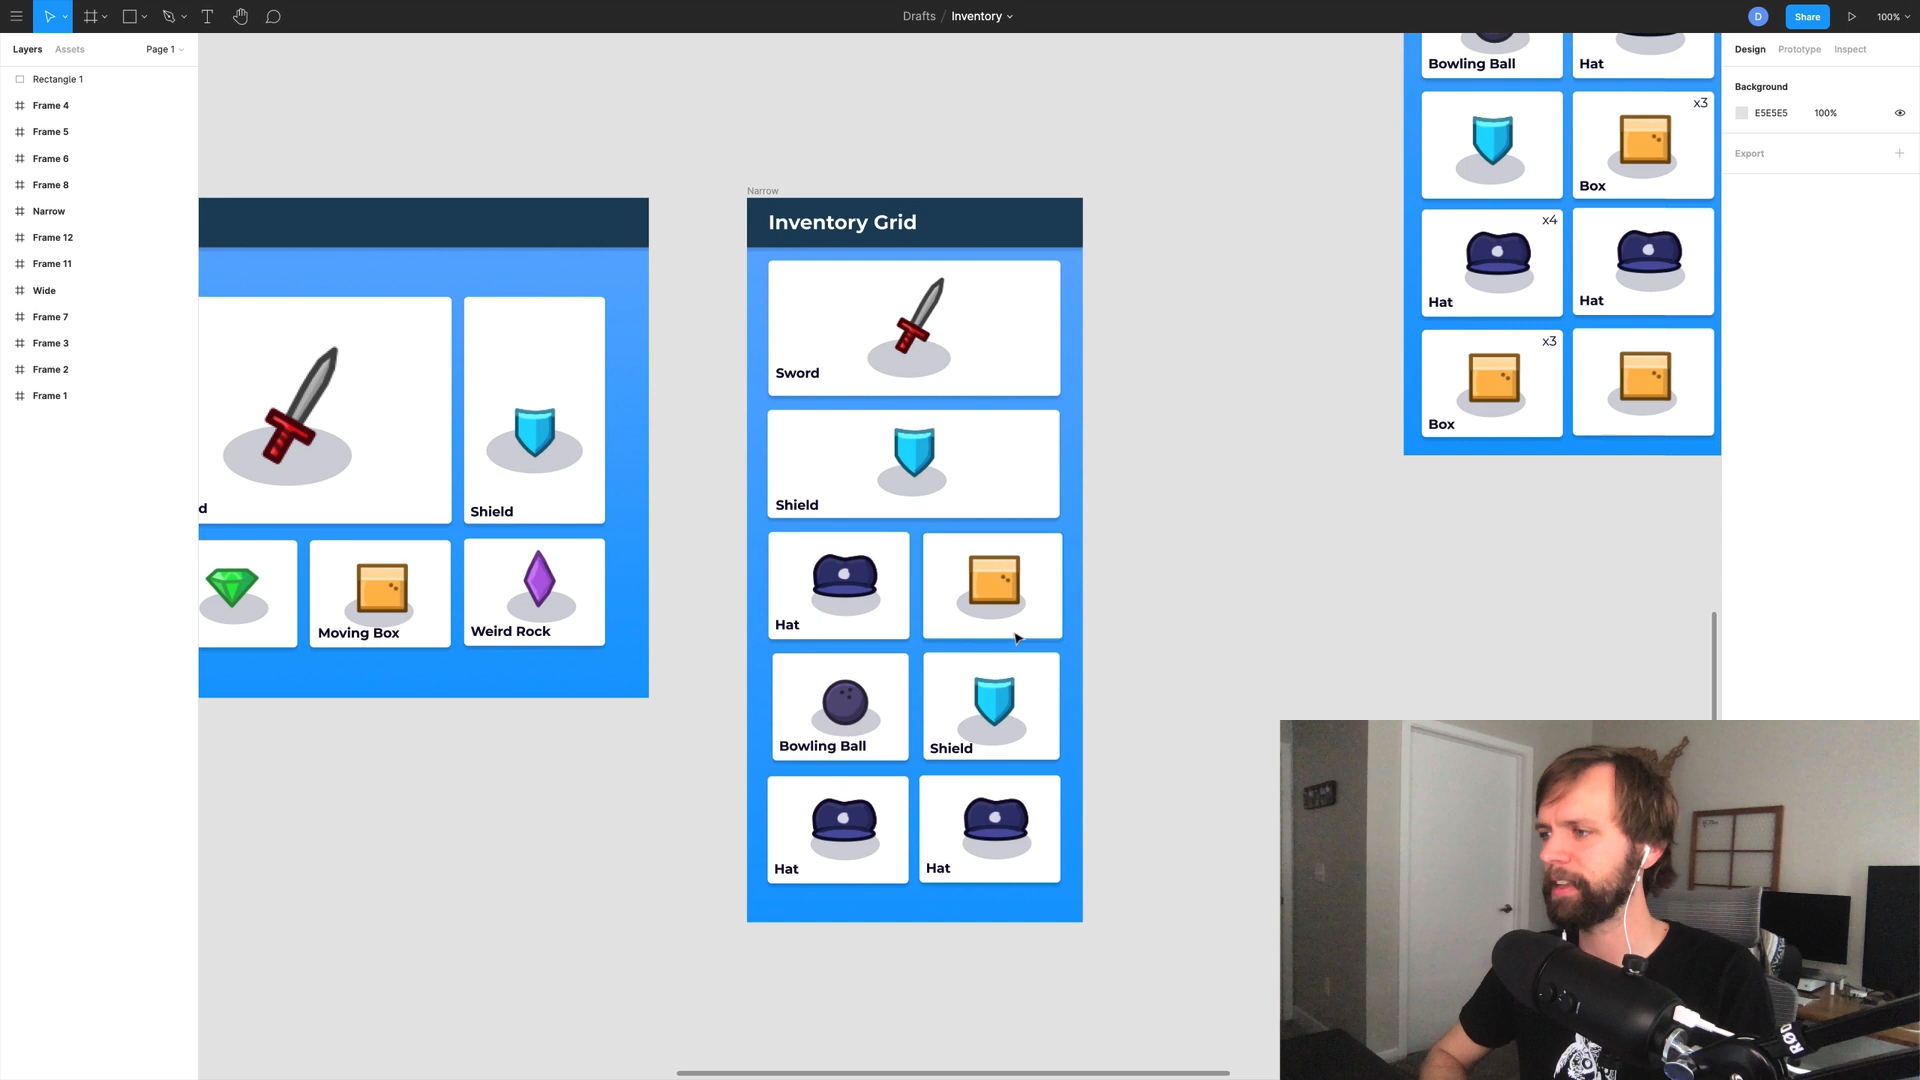 Drafts / Inventory
D
Share
100%
Layers
Assets
Page 1
Rectangle 1
Frame 4
Frame 5
Frame 6
Frame 8
Narrow
Frame 12
Frame 11
Wide
Frame 7
Frame 3
Frame 2
Frame 1
d
Shield
Moving Box
Weird Rock
Narrow
Inventory Grid
Sword
Shield
Hat
Bowling Ball
Shield
Hat
Hat
Bowling Ball
Hat
x3
Box
x4
Hat
Hat
x3
Box
Design
Prototype
Inspect
Background
E5E5E5
100%
Export